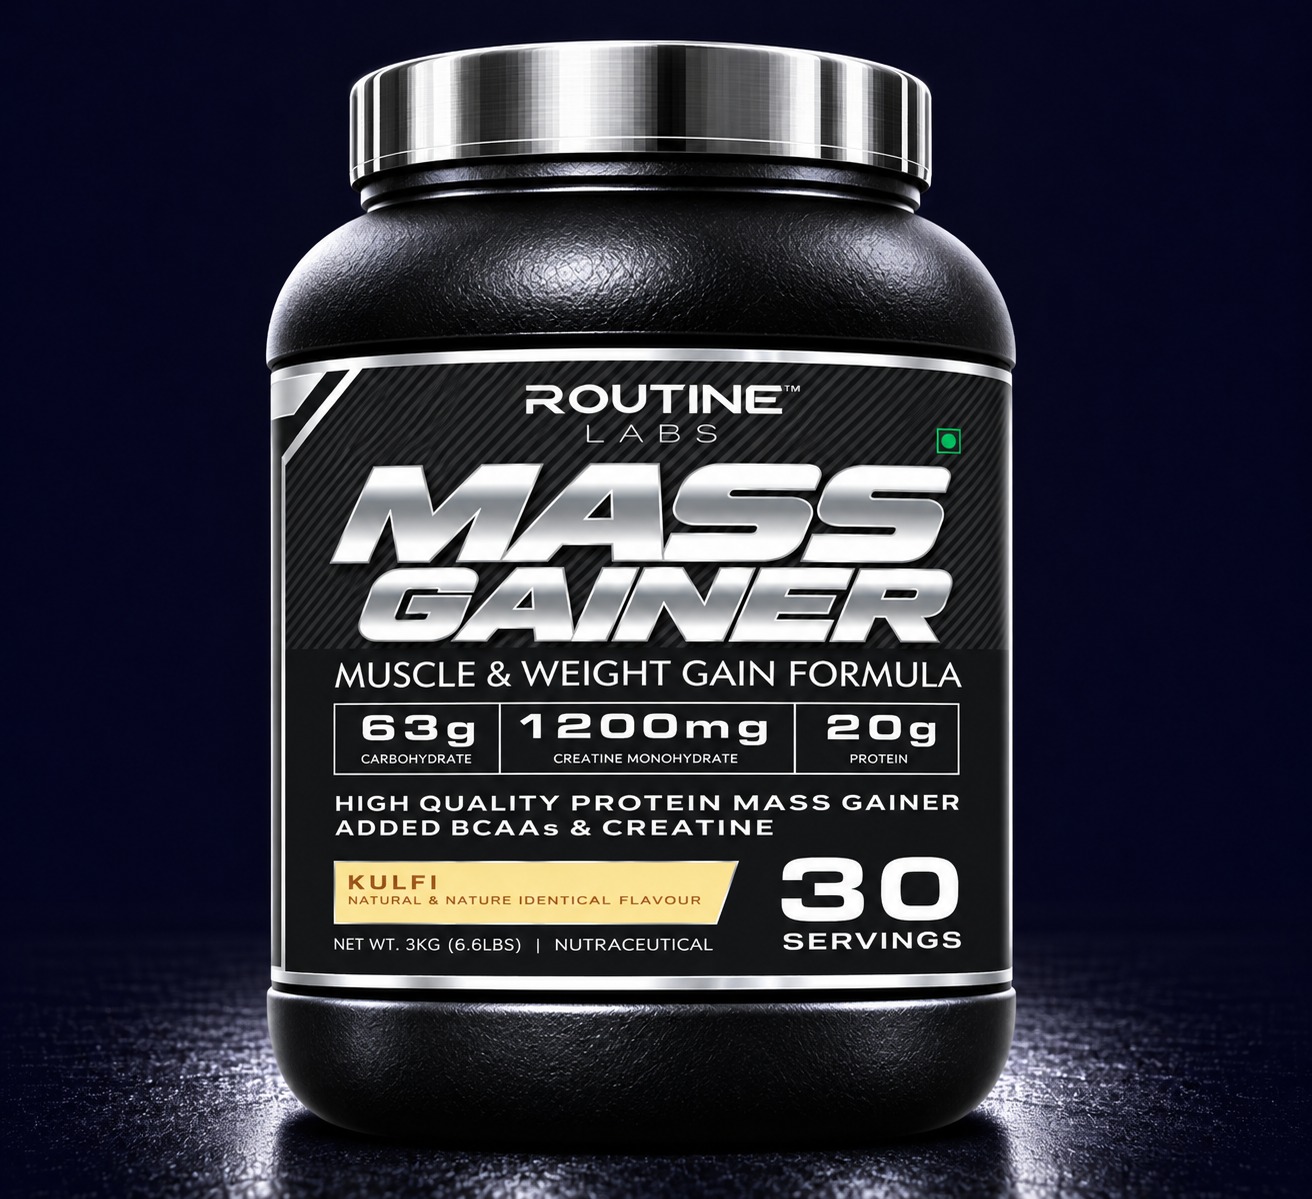 ROUTINE™
LABS
MASS
GAINER
MUSCLE & WEIGHT GAIN FORMULA
63g
CARBOHYDRATE
1200mg
CREATINE MONOHYDRATE
20g
PROTEIN
HIGH QUALITY PROTEIN MASS GAINER
ADDED BCAAs & CREATINE
KULFI
NATURAL & NATURE IDENTICAL FLAVOUR
NET WT. 3KG (6.6LBS) | NUTRACEUTICAL
30
SERVINGS